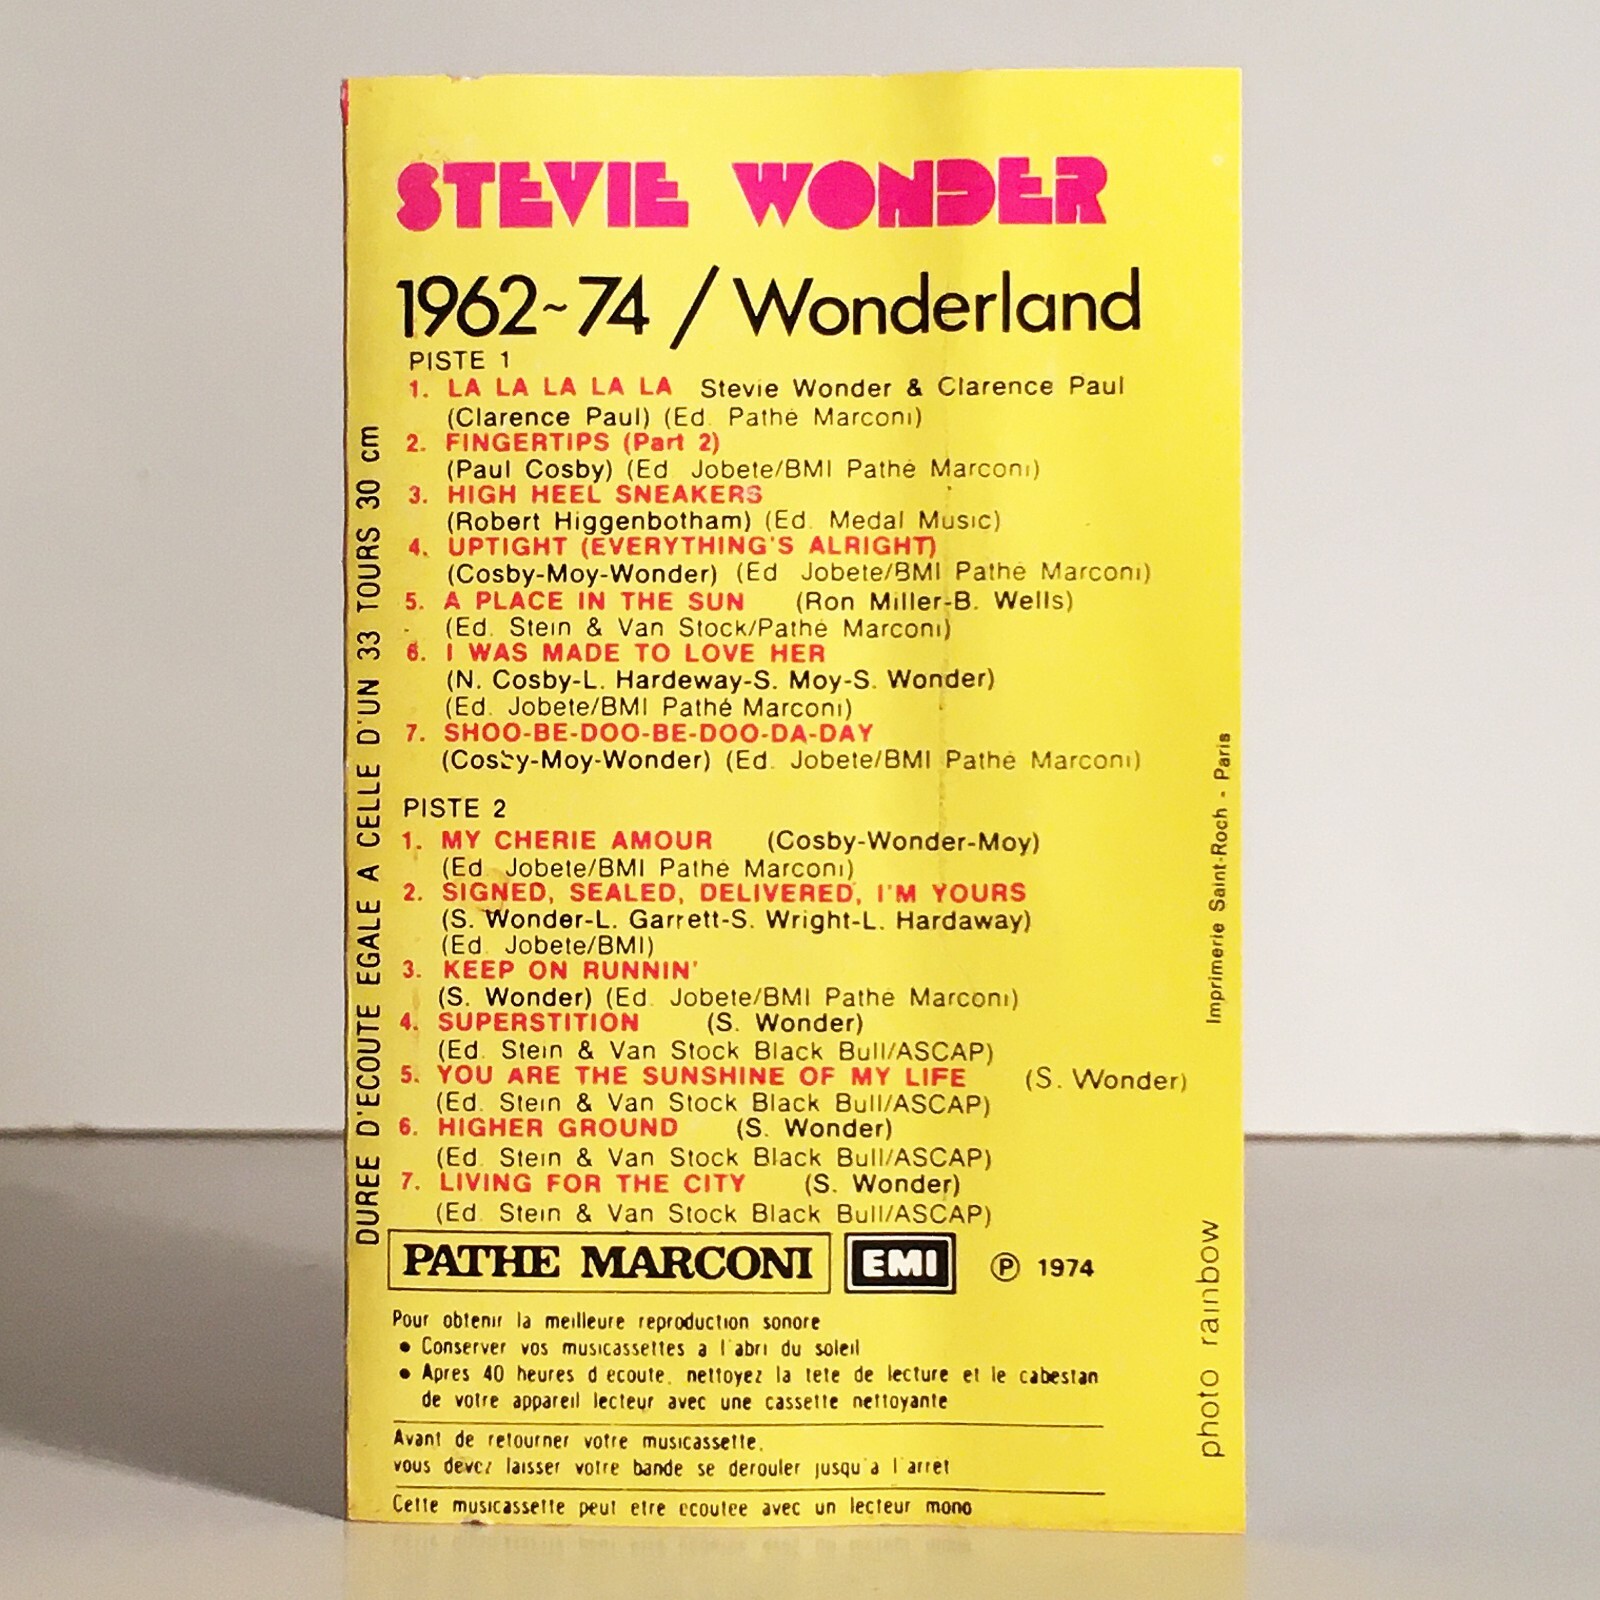 STEVIE WONDER
1962~74 / Wonderland
PISTE 1
1. LA LA LA LA LA Stevie Wonder & Clarence Paul
(Clarence Paul) (Ed. Pathé Marconi)
2. FINGERTIPS (Part 2)
(Paul Cosby) (Ed. Jobete/BMI Pathé Marconi)
3. HIGH HEEL SNEAKERS
(Robert Higgenbotham) (Ed. Medal Music)
4. UPTIGHT (EVERYTHING'S ALRIGHT)
(Cosby-Moy-Wonder) (Ed Jobete/BMI Pathé Marconi)
5. A PLACE IN THE SUN (Ron Miller-B. Wells)
(Ed. Stein & Van Stock/Pathé Marconi)
6. I WAS MADE TO LOVE HER
(N. Cosby-L. Hardeway-S. Moy-S. Wonder)
(Ed. Jobete/BMI Pathé Marconi)
7. SHOO-BE-DOO-BE-DOO-DA-DAY
(Cosby-Moy-Wonder) (Ed. Jobete/BMI Pathé Marconi)
PISTE 2
1. MY CHERIE AMOUR (Cosby-Wonder-Moy)
(Ed. Jobete/BMI Pathé Marconi)
2. SIGNED, SEALED, DELIVERED, I'M YOURS
(S. Wonder-L. Garrett-S. Wright-L. Hardaway)
(Ed. Jobete/BMI)
3. KEEP ON RUNNIN'
(S. Wonder) (Ed. Jobete/BMI Pathé Marconi)
4. SUPERSTITION (S. Wonder)
(Ed. Stein & Van Stock Black Bull/ASCAP)
5. YOU ARE THE SUNSHINE OF MY LIFE (S. Wonder)
(Ed. Stein & Van Stock Black Bull/ASCAP)
6. HIGHER GROUND (S. Wonder)
(Ed. Stein & Van Stock Black Bull/ASCAP)
7. LIVING FOR THE CITY (S. Wonder)
(Ed. Stein & Van Stock Black Bull/ASCAP)
PATHE MARCONI EMI Ⓟ 1974
Pour obtenir la meilleure reproduction sonore
• Conserver vos musicassettes a l'abri du soleil
• Apres 40 heures d'ecoute, nettoyez la tete de lecture et le cabestan
de votre appareil lecteur avec une cassette nettoyante
Avant de retourner votre musicassette,
vous devez laisser votre bande se derouler jusqu'a l'arret
Cette musicassette peut etre ecoutee avec un lecteur mono
DUREE D'ECOUTE EGALE A CELLE D'UN 33 TOURS 30 cm
Imprimerie Saint-Roch - Paris
photo rainbow